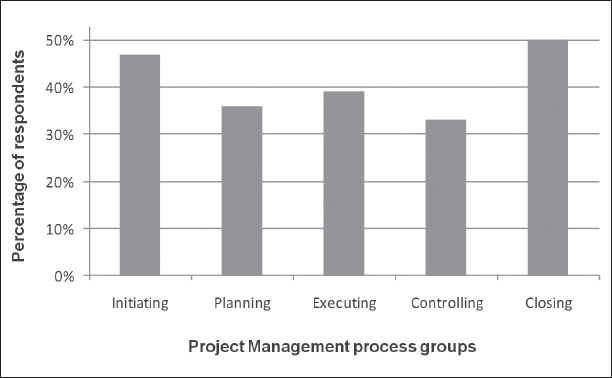 Percentage of respondents
50%
40%
30%
20%
10%
0%
Initiating Planning Executing Controlling Closing
Project Management process groups